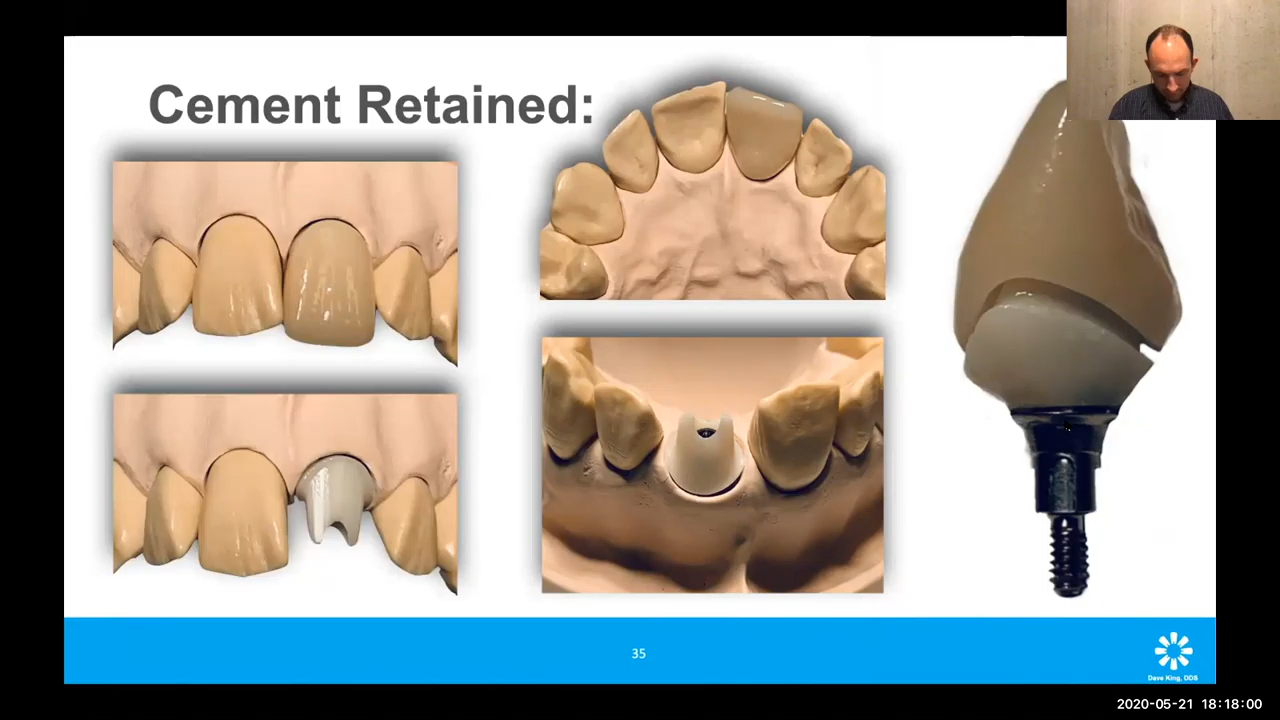 Cement Retained:
35
Dave King, DDS
2020-05-21 18:18:00